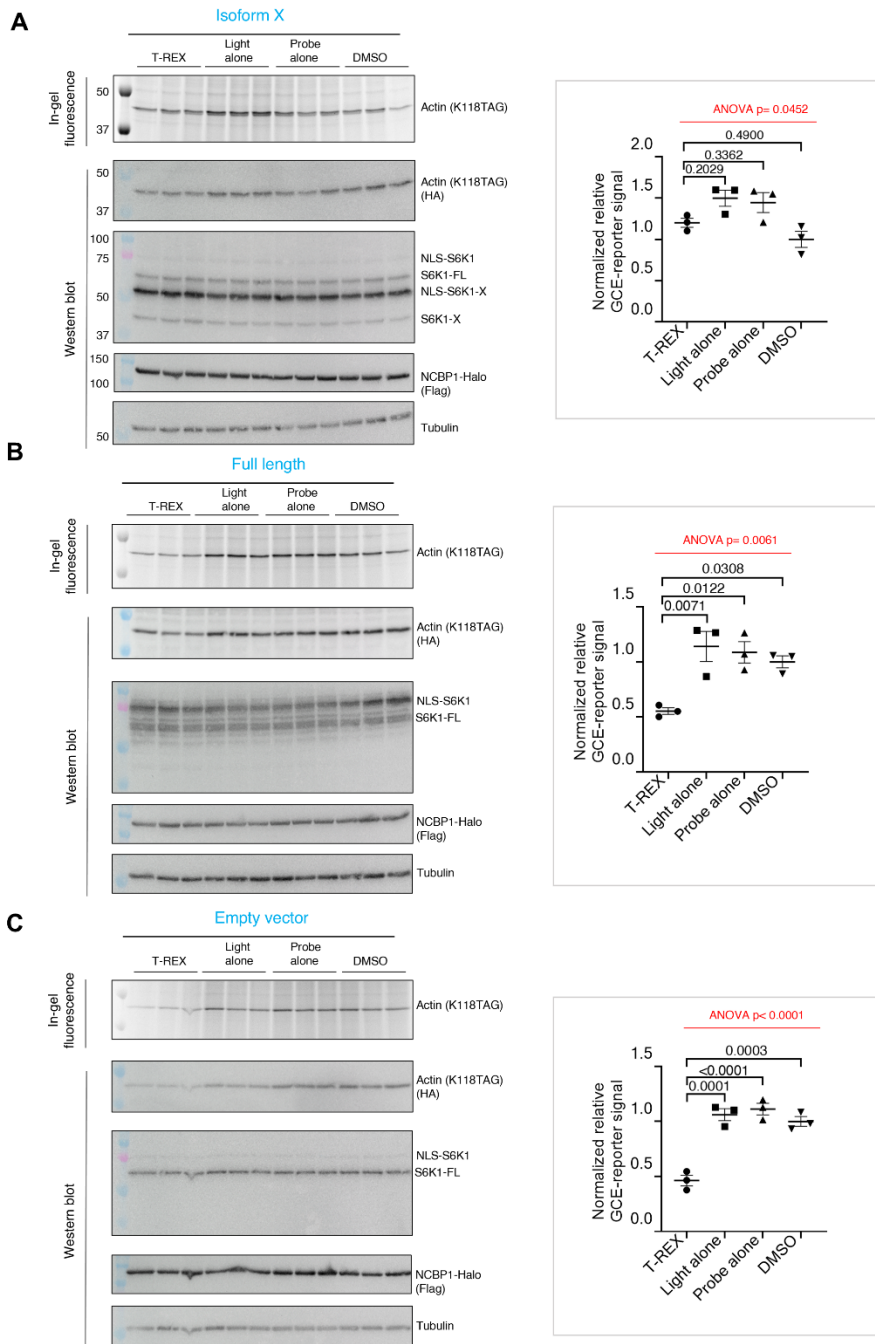 A
Isoform X
T-REX
Light
alone
Probe
alone
DMSO
In-gel
fluorescence
50
37
Actin (K118TAG)
Western blot
50
37
Actin (K118TAG)
(HA)
100
75
50
37
NLS-S6K1
S6K1-FL
NLS-S6K1-X
S6K1-X
150
100
NCBP1-Halo
(Flag)
50
Tubulin
ANOVA p= 0.0452
0.4900
0.3362
0.2029
Normalized relative
GCE-reporter signal
2.0
1.5
1.0
0.5
0.0
T-REX
Light alone
Probe alone
DMSO
B
Full length
T-REX
Light
alone
Probe
alone
DMSO
In-gel
fluorescence
Actin (K118TAG)
Western blot
Actin (K118TAG)
(HA)
NLS-S6K1
S6K1-FL
NCBP1-Halo
(Flag)
Tubulin
ANOVA p= 0.0061
0.0308
0.0122
0.0071
Normalized relative
GCE-reporter signal
1.5
1.0
0.5
0.0
T-REX
Light alone
Probe alone
DMSO
C
Empty vector
T-REX
Light
alone
Probe
alone
DMSO
In-gel
fluorescence
Actin (K118TAG)
Western blot
Actin (K118TAG)
(HA)
NLS-S6K1
S6K1-FL
NCBP1-Halo
(Flag)
Tubulin
ANOVA p< 0.0001
0.0003
<0.0001
0.0001
Normalized relative
GCE-reporter signal
1.5
1.0
0.5
0.0
T-REX
Light alone
Probe alone
DMSO